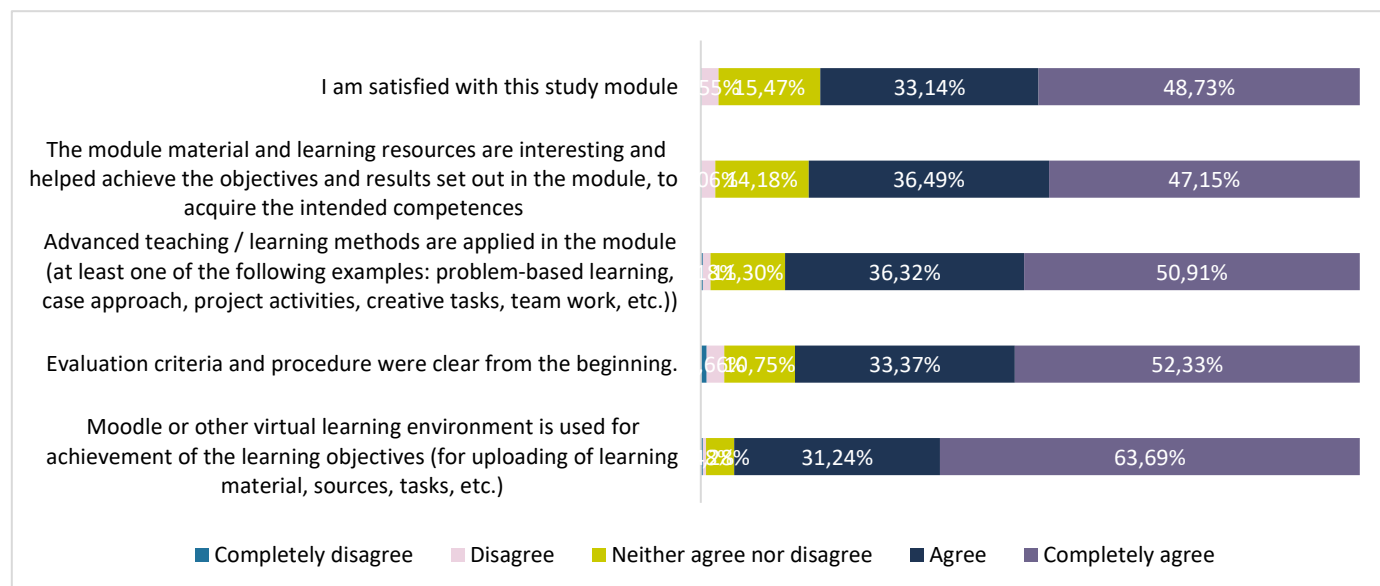 I am satisfied with this study module
15,47%
33,14%
48,73%
The module material and learning resources are interesting and
helped achieve the objectives and results set out in the module, to
acquire the intended competences
14,18%
36,49%
47,15%
Advanced teaching / learning methods are applied in the module
(at least one of the following examples: problem-based learning,
case approach, project activities, creative tasks, team work, etc.))
11,30%
36,32%
50,91%
Evaluation criteria and procedure were clear from the beginning.
10,75%
33,37%
52,33%
Moodle or other virtual learning environment is used for
achievement of the learning objectives (for uploading of learning
material, sources, tasks, etc.)
31,24%
63,69%
Completely disagree
Disagree
Neither agree nor disagree
Agree
Completely agree